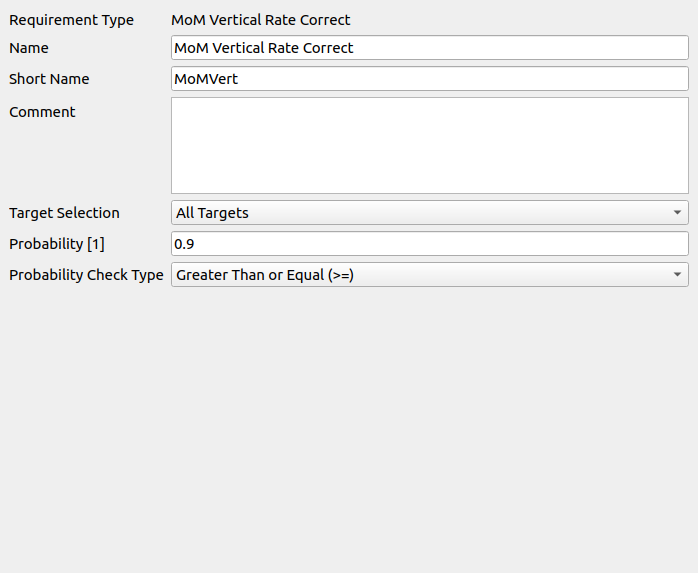 Requirement Type MoM Vertical Rate Correct
Name MoM Vertical Rate Correct
Short Name MoMVert
Comment
Target Selection All Targets
Probability [1] 0.9
Probability Check Type Greater Than or Equal (>=)